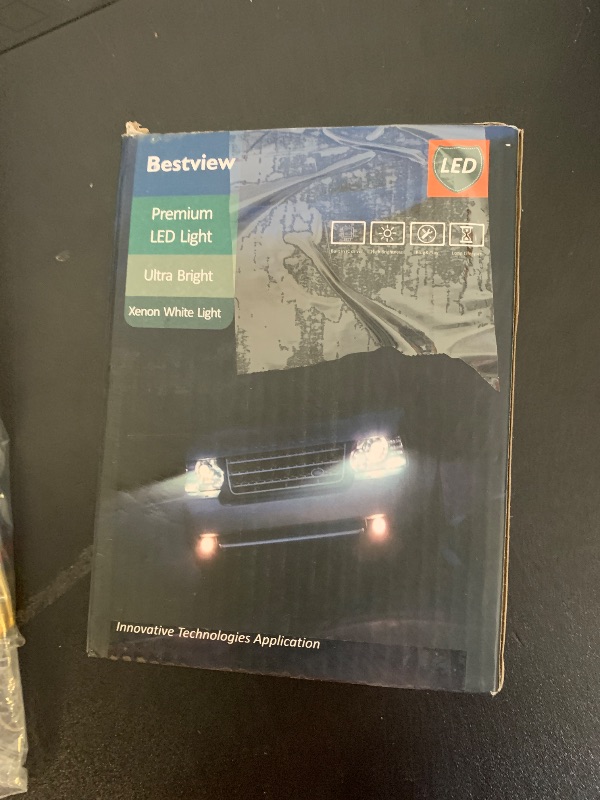 Bestview
LED
Premium
LED Light
Ultra Bright
Xenon White Light
Innovative Technologies Application